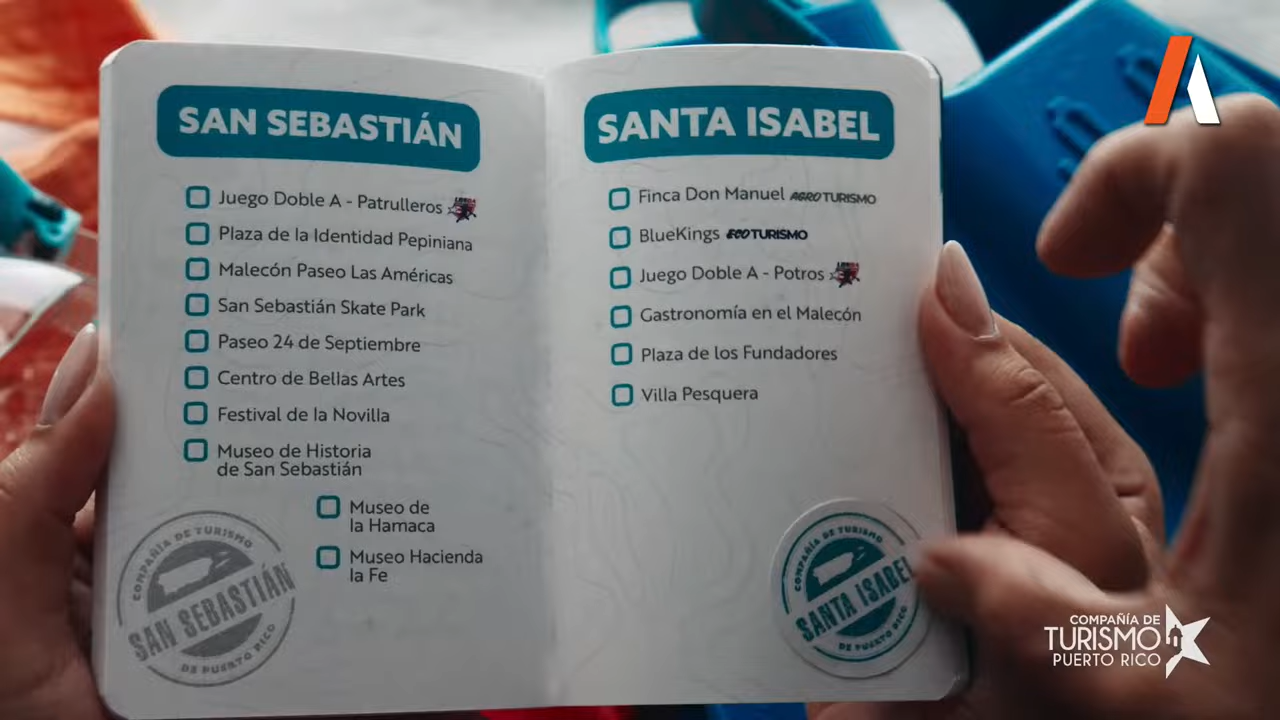 SAN SEBASTIÁN
Juego Doble A - Patrulleros
Plaza de la Identidad Pepiniana
Malecón Paseo Las Américas
San Sebastián Skate Park
Paseo 24 de Septiembre
Centro de Bellas Artes
Festival de la Novilla
Museo de Historia
de San Sebastián
Museo de
la Hamaca
Museo Hacienda
la Fe
COMPAÑÍA DE TURISMO
SAN SEBASTIÁN
DE PUERTO RICO
SANTA ISABEL
Finca Don Manuel AGROTURISMO
BlueKings ECOTURISMO
Juego Doble A - Potros
Gastronomía en el Malecón
Plaza de los Fundadores
Villa Pesquera
COMPAÑÍA DE TURISMO
SANTA ISABEL
DE PUERTO RICO
COMPAÑÍA DE
TURISMO
PUERTO RICO